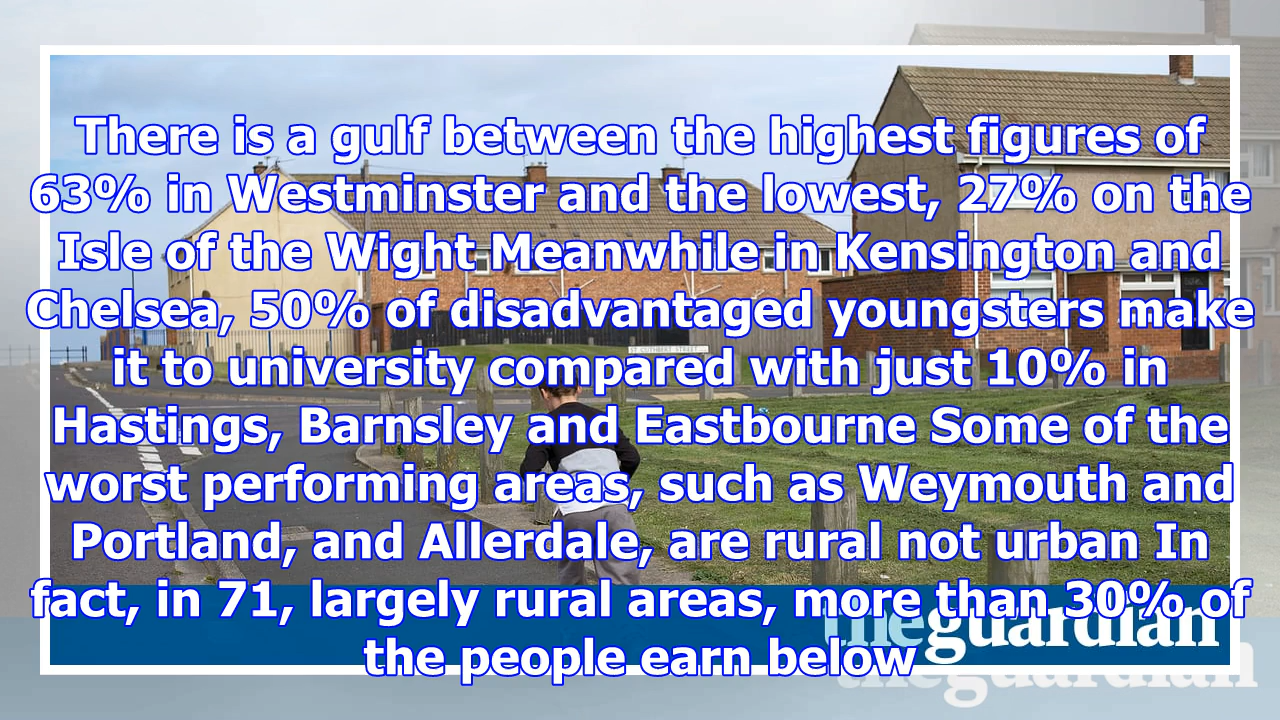 There is a gulf between the highest figures of
63% in Westminster and the lowest, 27% on the
Isle of the Wight Meanwhile in Kensington and
Chelsea, 50% of disadvantaged youngsters make
it to university compared with just 10% in
Hastings, Barnsley and Eastbourne Some of the
worst performing areas, such as Weymouth and
Portland, and Allerdale, are rural not urban In
fact, in 71, largely rural areas, more than 30% of
the people earn below
ST CUTHBERT STREET
theguardian
theguardian